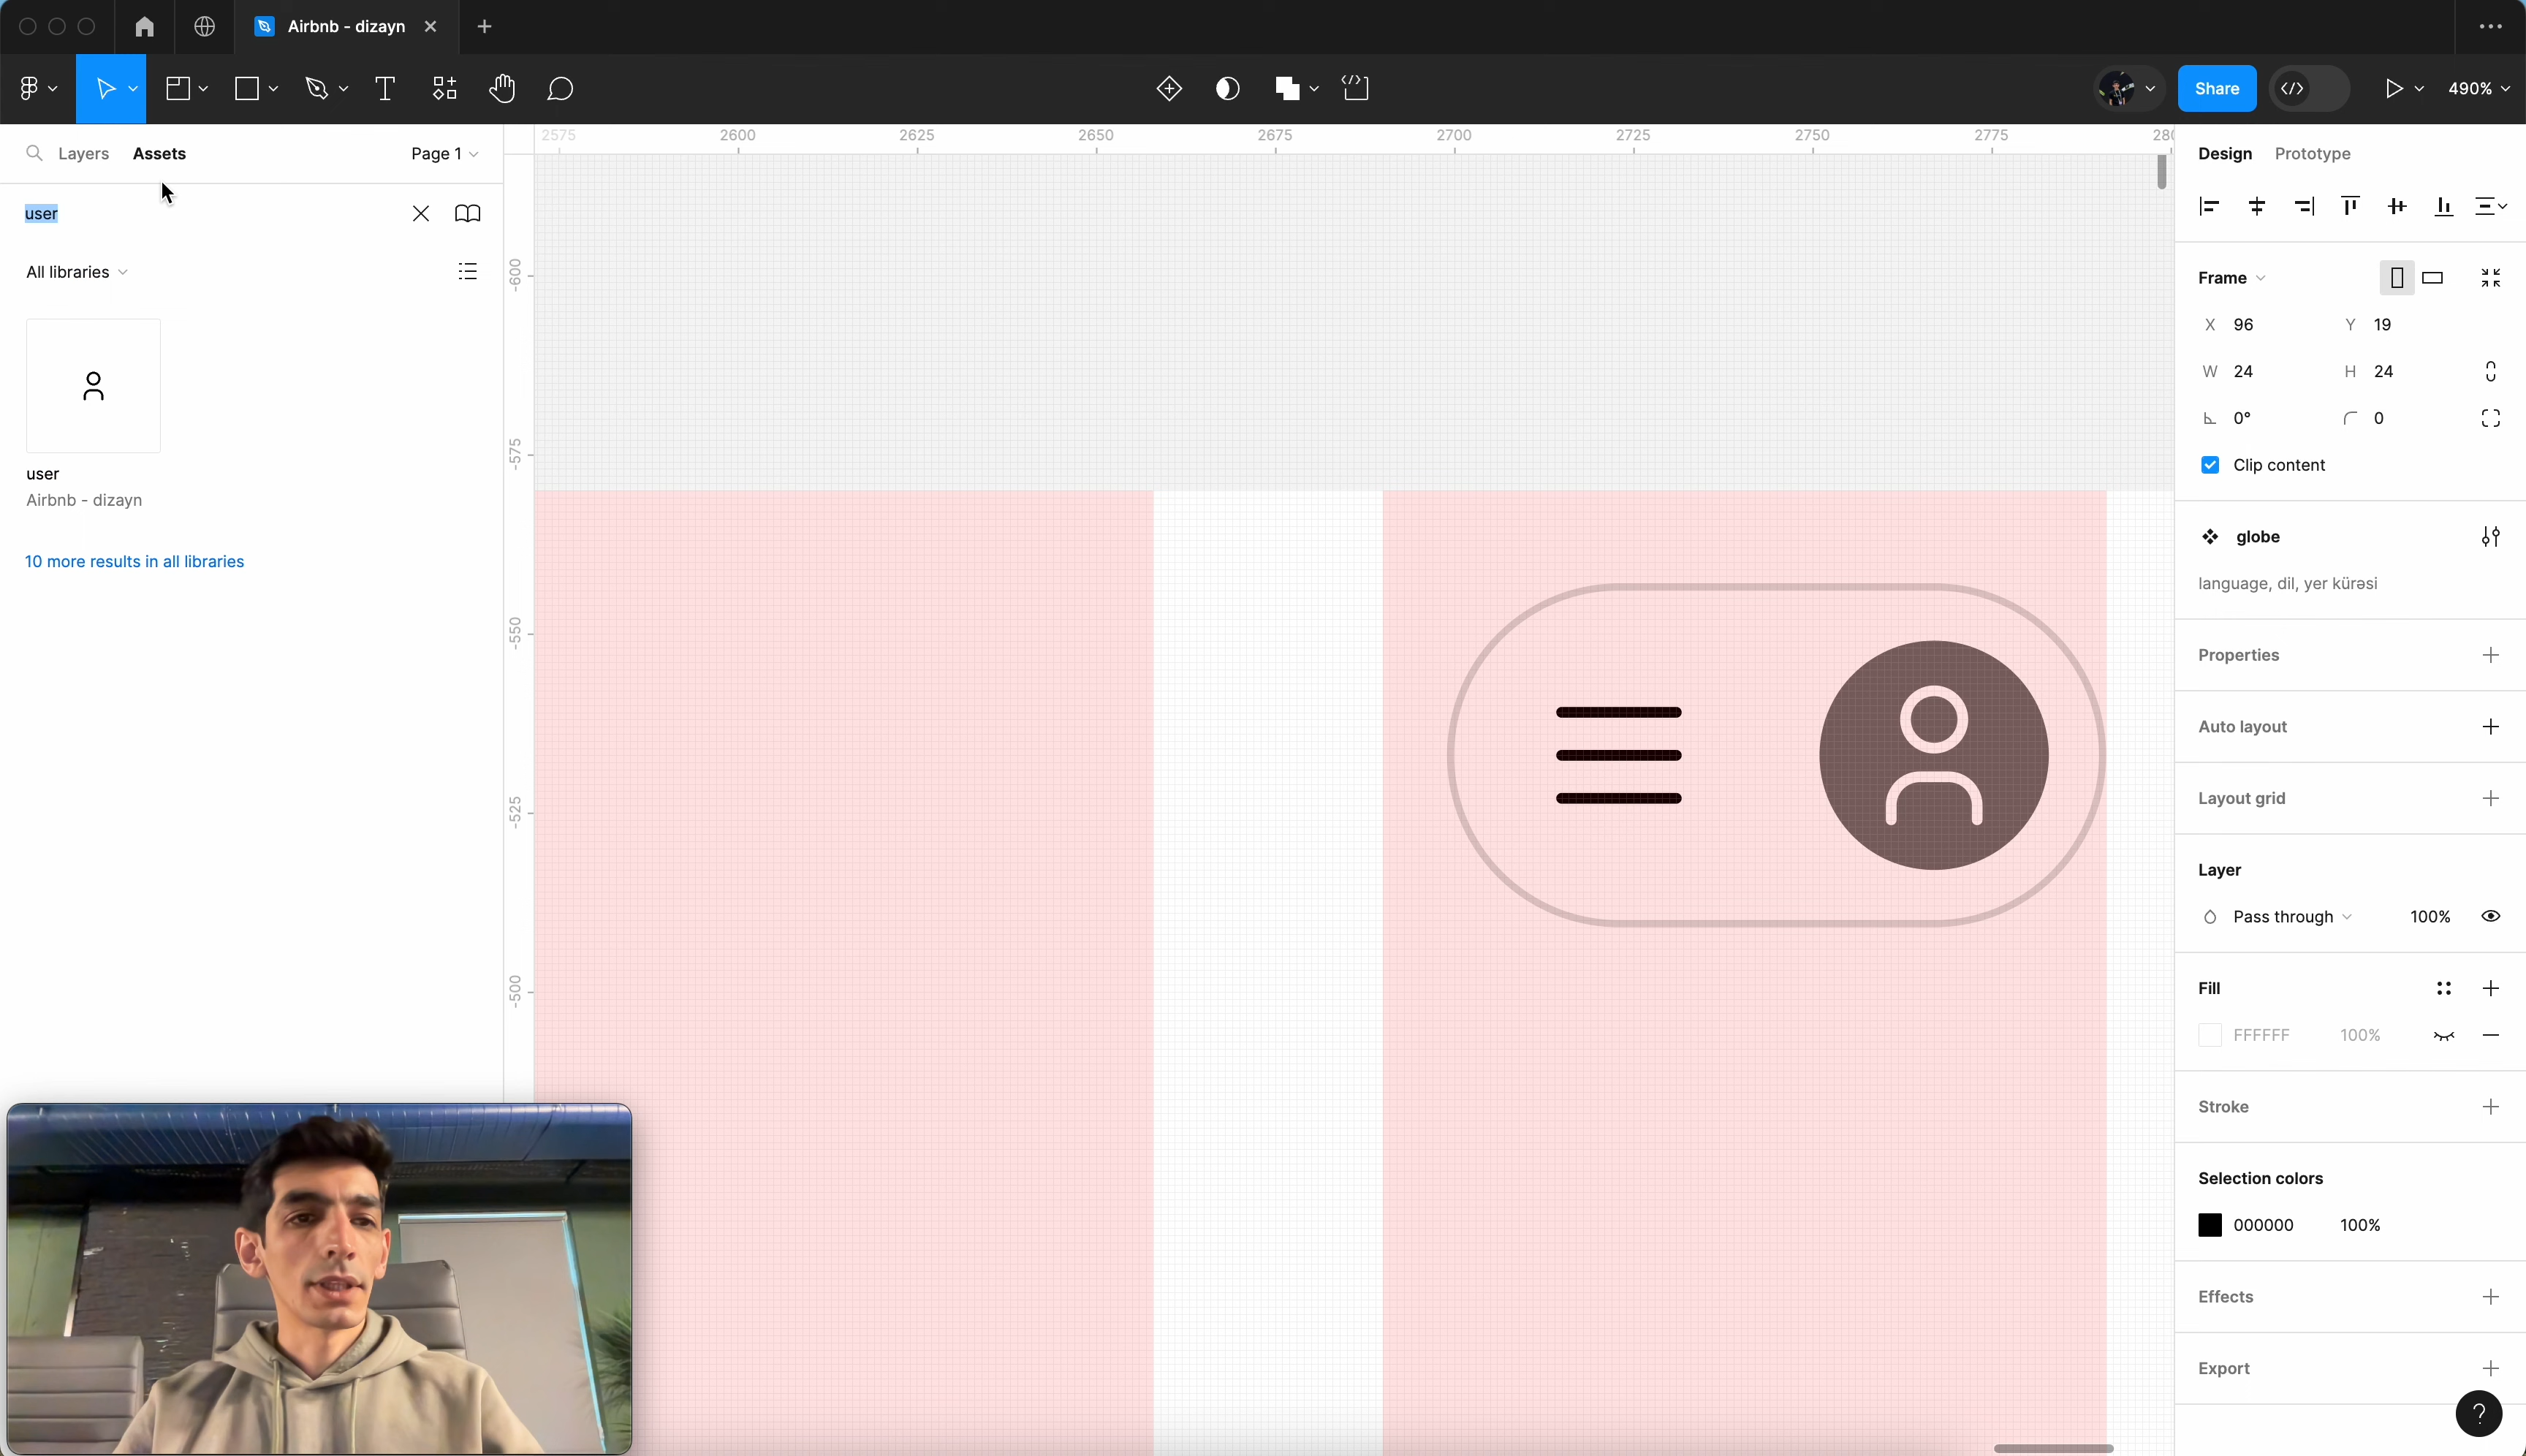 Airbnb - dizayn
Share
490%
Layers
Assets
Page 1
user
All libraries
user
Airbnb - dizayn
10 more results in all libraries
2575
2600
2625
2650
2675
2700
2725
2750
2775
-600
-575
-550
-525
-500
Design
Prototype
Frame
X 96
Y 19
W 24
H 24
0°
0
Clip content
globe
language, dil, yer kürəsi
Properties
Auto layout
Layout grid
Layer
Pass through
100%
Fill
FFFFFF
100%
Stroke
Selection colors
000000
100%
Effects
Export
?